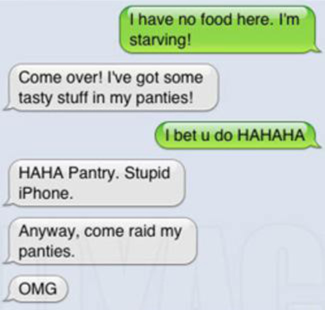 I have no food here. I'm
starving!
Come over! I've got some
tasty stuff in my panties!
I bet u do HAHAHA
HAHA Pantry. Stupid
iPhone.
Anyway, come raid my
panties.
OMG